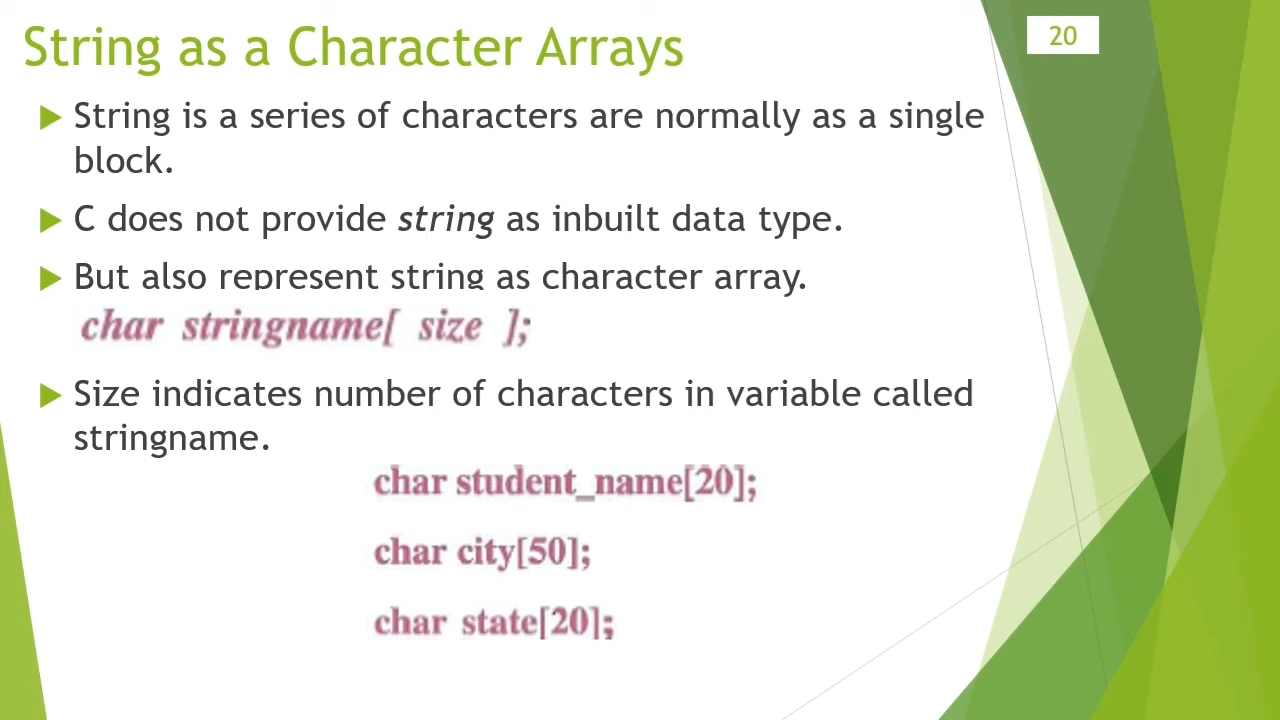 String as a Character Arrays
20
String is a series of characters are normally as a single
block.
C does not provide string as inbuilt data type.
But also represent string as character array.
char stringname[ size ];
Size indicates number of characters in variable called
stringname.
char student_name[20];
char city[50];
char state[20];